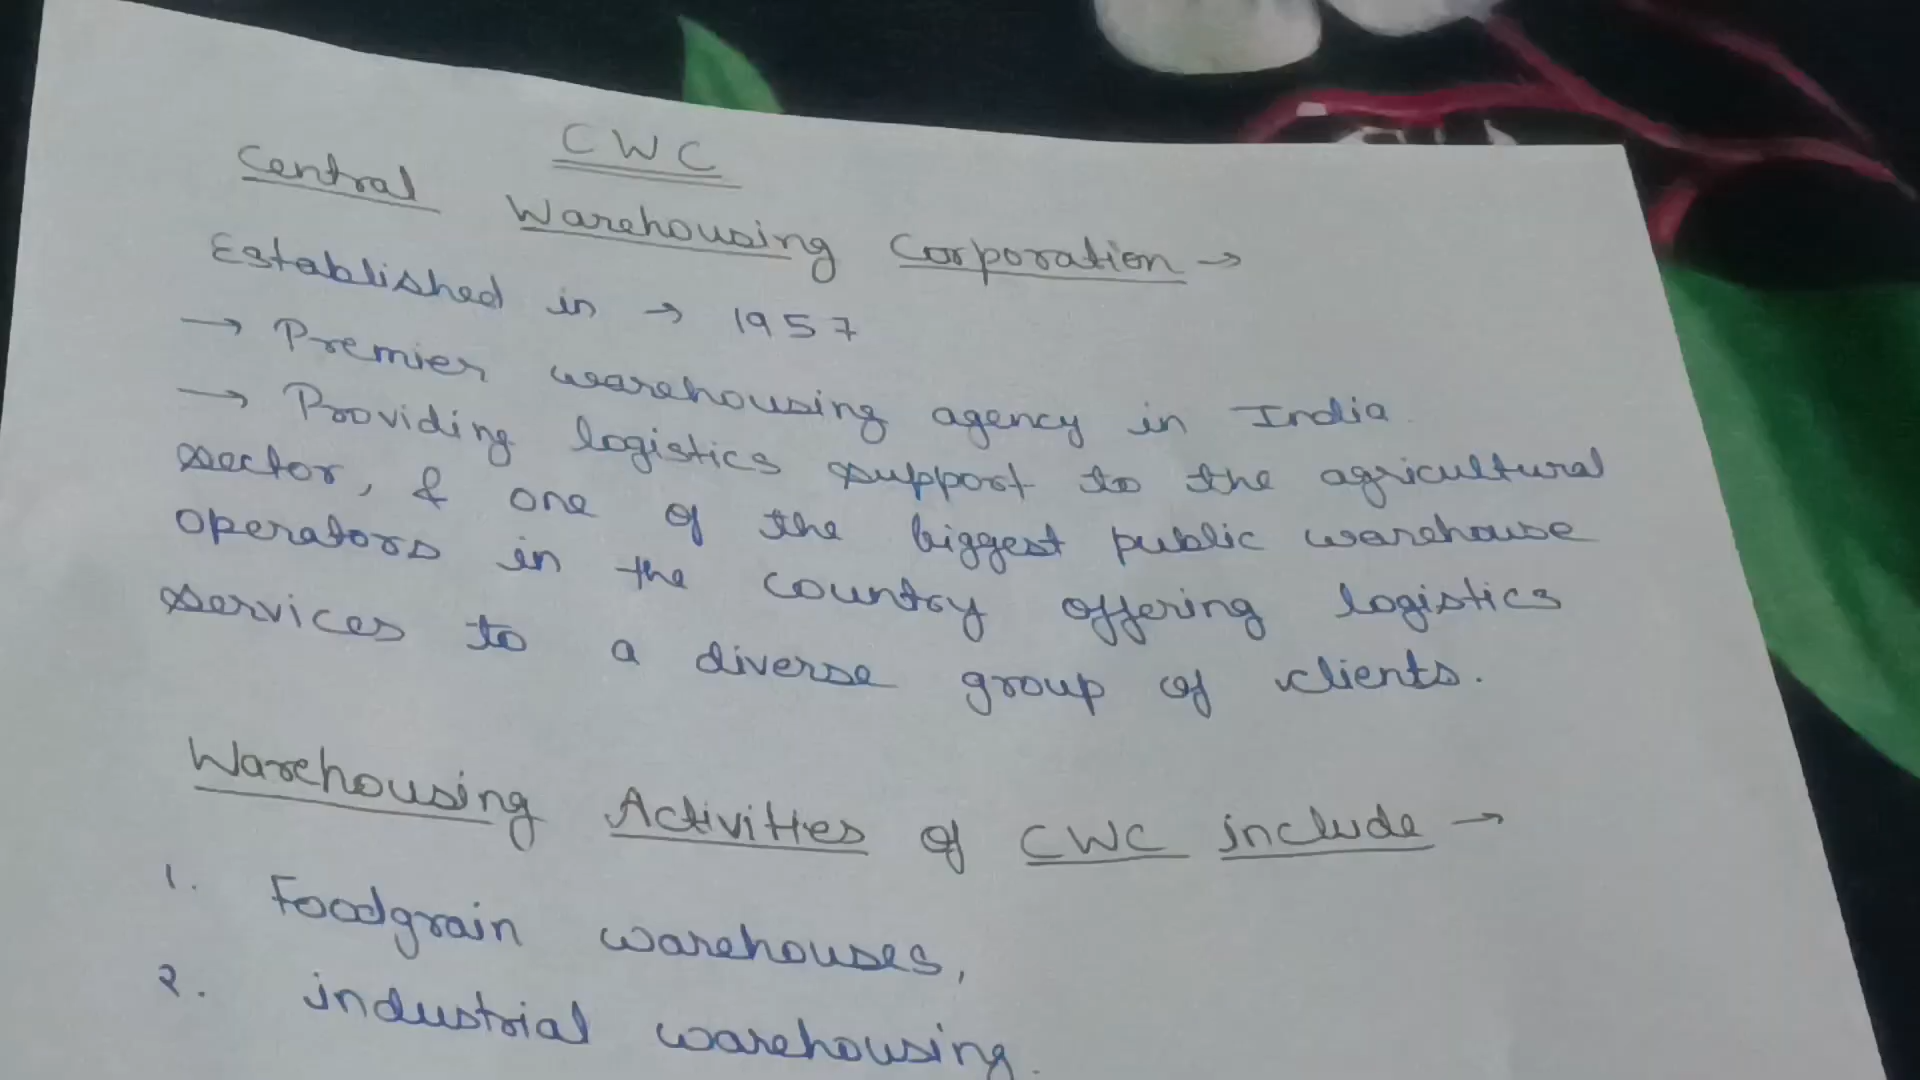 CWC
Central Warehousing Corporation →
Established in → 1957
→ Premier warehousing agency in India.
→ Providing logistics support to the agricultural
sector, & one of the biggest public warehouse
operators in the country offering logistics
services to a diverse group of clients.
Warehousing Activities of CWC include →
1. Foodgrain warehouses,
2. industrial warehousing.